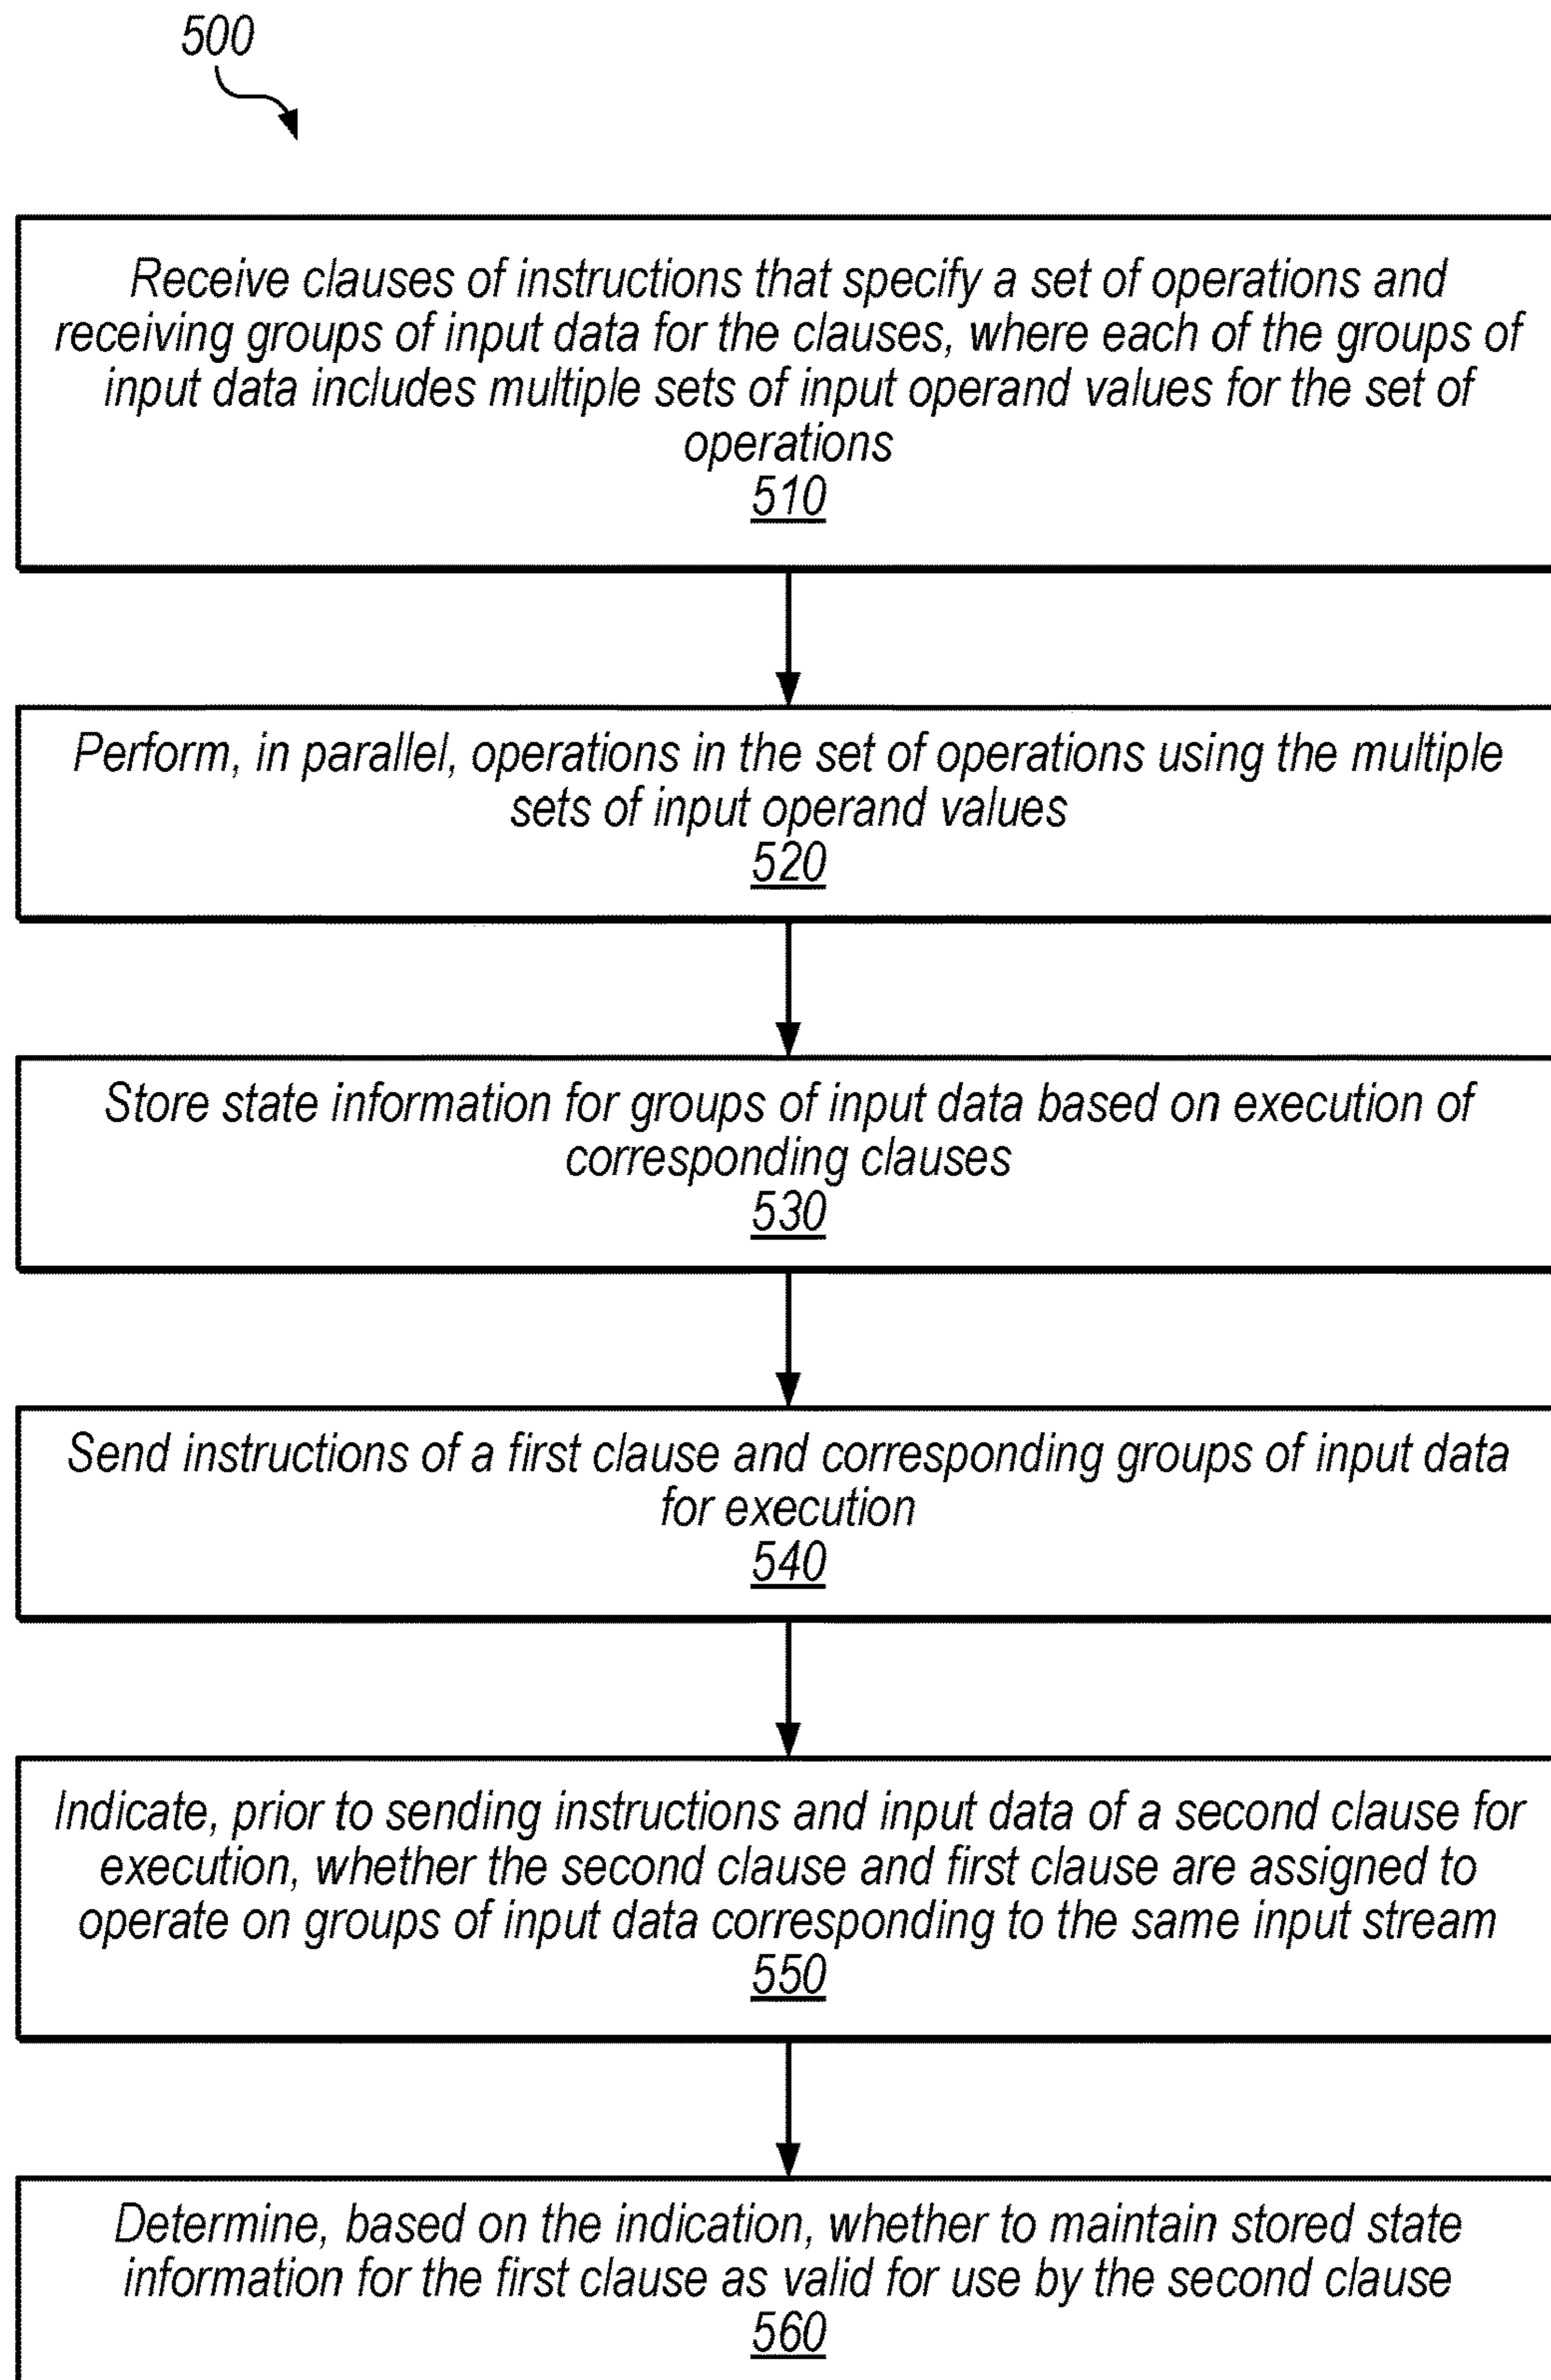 500
Receive clauses of instructions that specify a set of operations and
receiving groups of input data for the clauses, where each of the groups of
input data includes multiple sets of input operand values for the set of
operations
510
Perform, in parallel, operations in the set of operations using the multiple
sets of input operand values
520
Store state information for groups of input data based on execution of
corresponding clauses
530
Send instructions of a first clause and corresponding groups of input data
for execution
540
Indicate, prior to sending instructions and input data of a second clause for
execution, whether the second clause and first clause are assigned to
operate on groups of input data corresponding to the same input stream
550
Determine, based on the indication, whether to maintain stored state
information for the first clause as valid for use by the second clause
560